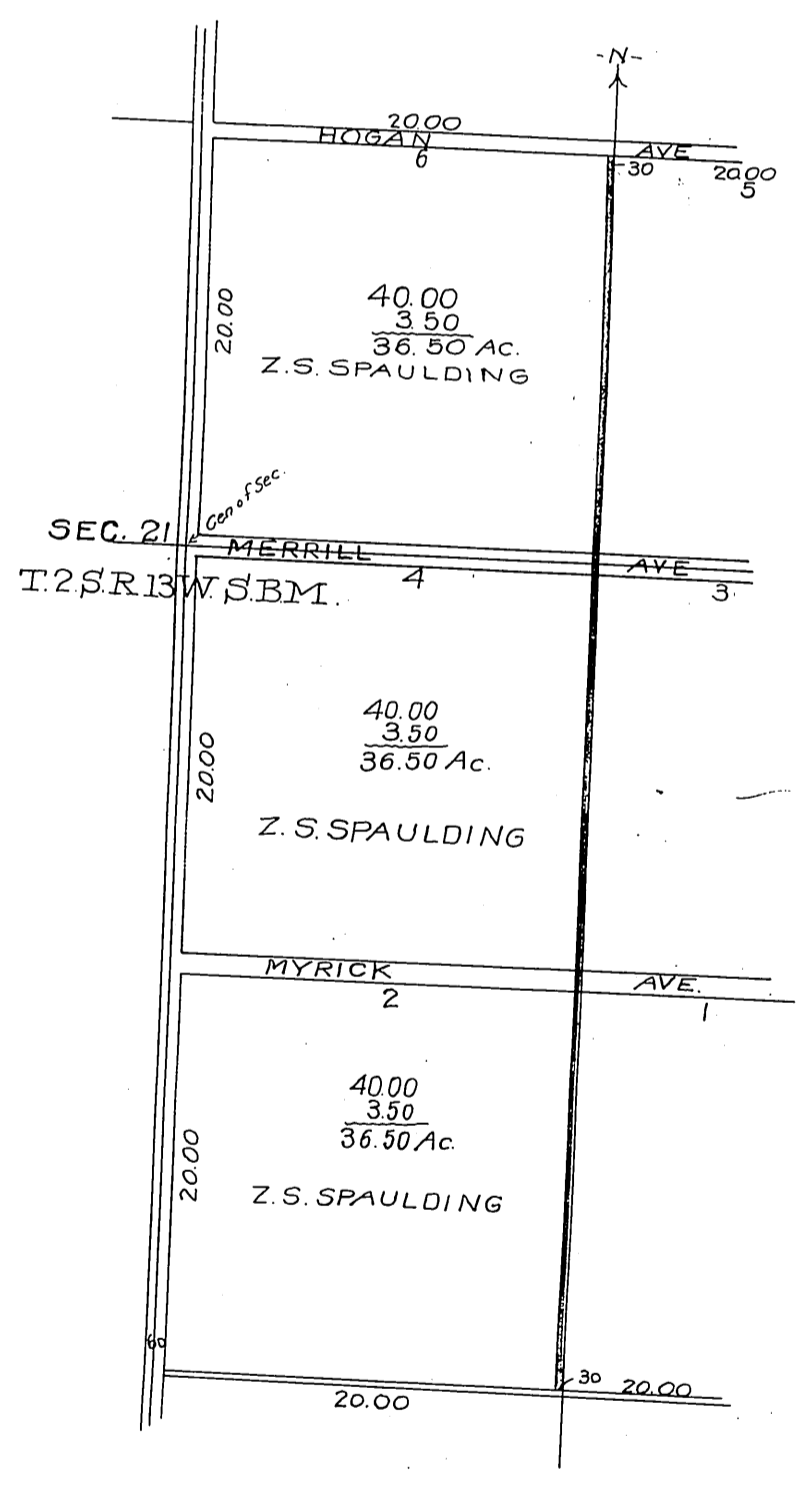 -N-
20.00
HOGAN AVE
6
30
20.00
5
20.00
40.00
3.50
36.50 AC.
Z.S. SPAULDING
Cen of Sec.
SEC. 21
MERRILL AVE
T.2.S.R 13W. S.B.M.
4
3
20.00
40.00
3.50
36.50 Ac.
Z.S. SPAULDING
MYRICK AVE.
2
1
20.00
40.00
3.50
36.50 Ac.
Z.S. SPAULDING
60
30
20.00
20.00